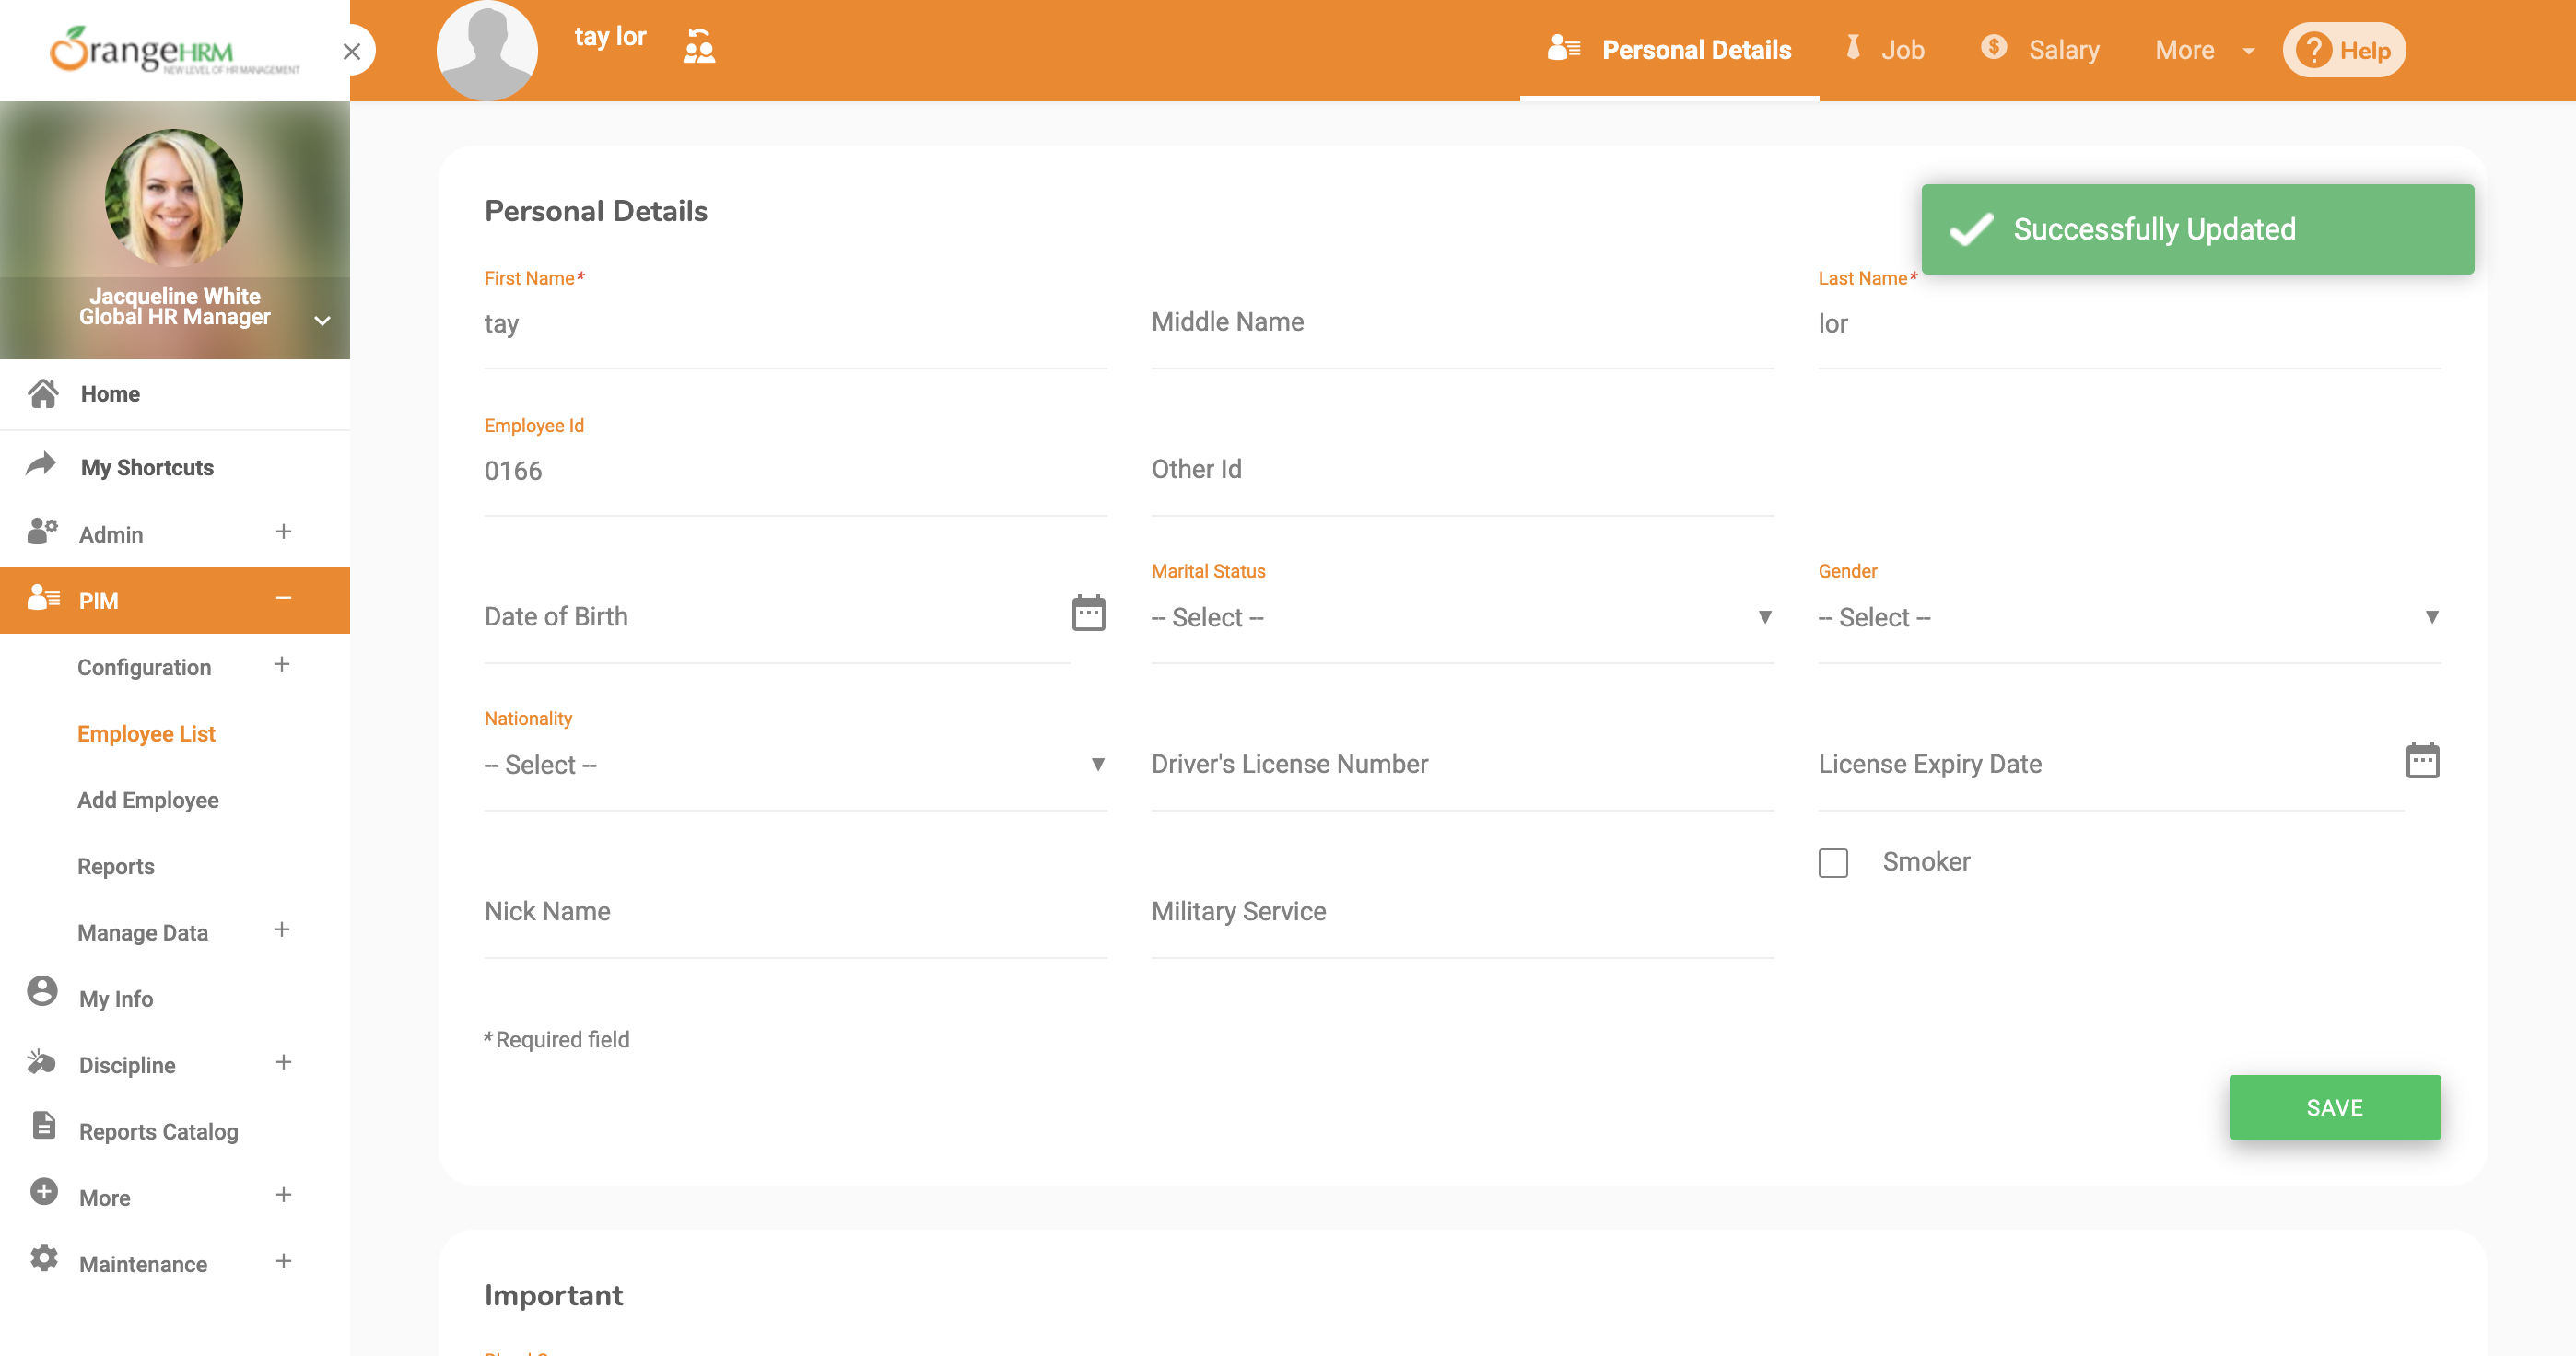 OrangeHRM
NEW LEVEL OF HR MANAGEMENT
tay lor
Personal Details
Job
Salary
More
Help
Jacqueline White
Global HR Manager
Home
My Shortcuts
Admin
PIM
Configuration
Employee List
Add Employee
Reports
Manage Data
My Info
Discipline
Reports Catalog
More
Maintenance
Personal Details
Successfully Updated
First Name*
tay
Middle Name
Last Name*
lor
Employee Id
0166
Other Id
Date of Birth
Marital Status
-- Select --
Gender
-- Select --
Nationality
-- Select --
Driver's License Number
License Expiry Date
Nick Name
Military Service
Smoker
* Required field
SAVE
Important